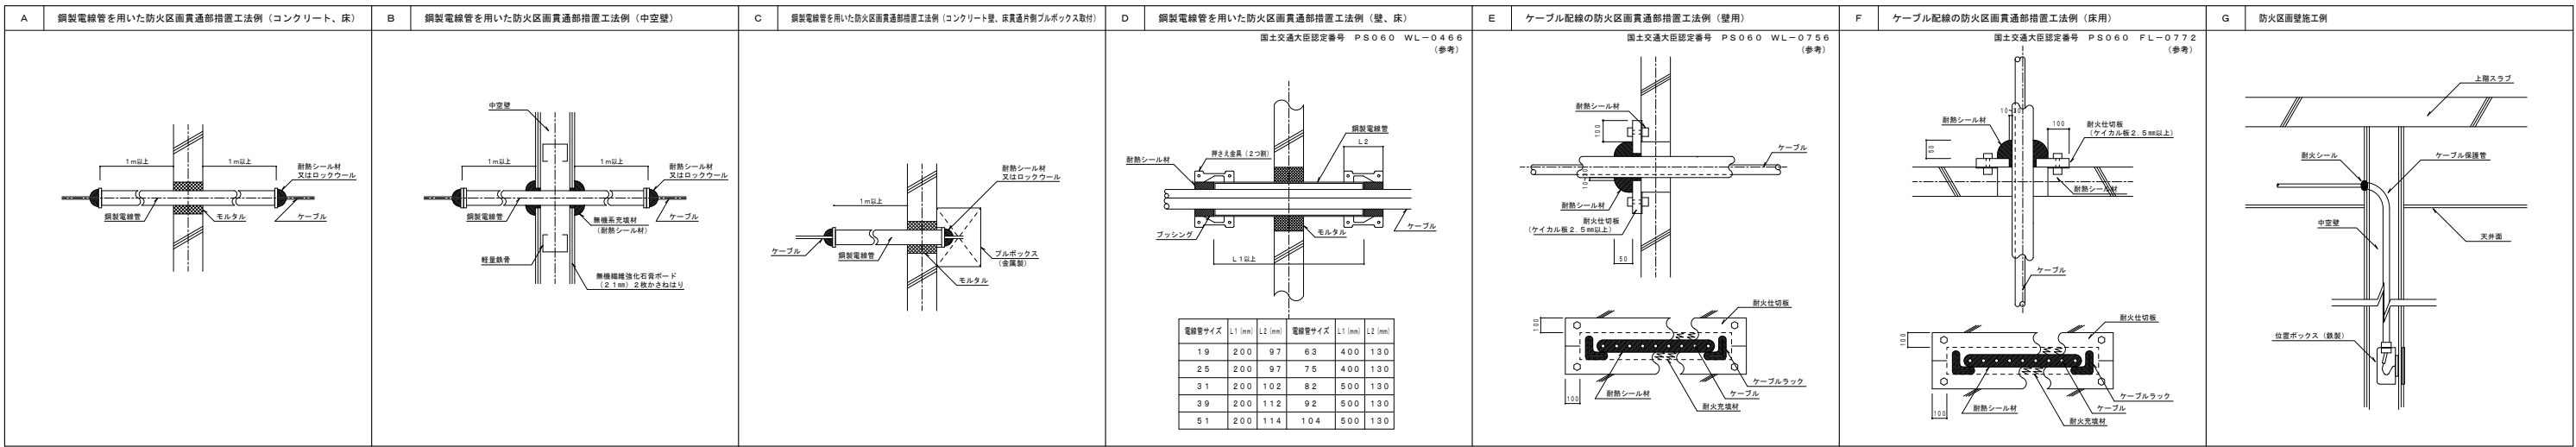 A 鋼製電線管を用いた防火区画貫通部措置工法例（コンクリート、床）
1m以上
1m以上
耐熱シール材
又はロックウール
鋼製電線管
モルタル
ケーブル
B 鋼製電線管を用いた防火区画貫通部措置工法例（中空壁）
中空壁
1m以上
1m以上
耐熱シール材
又はロックウール
鋼製電線管
無機系充填材
（耐熱シール材）
ケーブル
軽量鉄骨
無機繊維強化石膏ボード
（21mm）2枚かさねはり
C 鋼製電線管を用いた防火区画貫通部措置工法例（コンクリート壁、床貫通片側プルボックス取付）
耐熱シール材
又はロックウール
1m以上
ケーブル
鋼製電線管
プルボックス
（金属製）
モルタル
D 鋼製電線管を用いた防火区画貫通部措置工法例（壁、床）
国土交通大臣認定番号 PS060 WL-0466
（参考）
鋼製電線管
L2
耐熱シール材
押さえ金具（2つ割）
ブッシング
モルタル
ケーブル
L1以上
電線管サイズ L1(mm) L2(mm) 電線管サイズ L1(mm) L2(mm)
19 200 97 63 400 130
25 200 97 75 400 130
31 200 102 82 500 130
39 200 112 92 500 130
51 200 114 104 500 130
E ケーブル配線の防火区画貫通部措置工法例（壁用）
国土交通大臣認定番号 PS060 WL-0756
（参考）
耐熱シール材
100
ケーブル
耐熱シール材
耐火仕切板
（ケイカル板2.5mm以上）
50
耐火仕切板
100
ケーブルラック
耐熱シール材
ケーブル
100
耐火充填材
F ケーブル配線の防火区画貫通部措置工法例（床用）
国土交通大臣認定番号 PS060 FL-0772
（参考）
耐熱シール材
100
耐火仕切板
（ケイカル板2.5mm以上）
50
耐熱シール材
ケーブル
耐火仕切板
100
ケーブルラック
耐熱シール材
ケーブル
100
耐火充填材
G 防火区画壁施工例
上階スラブ
耐火シール
ケーブル保護管
中空壁
天井面
位置ボックス（鉄製）